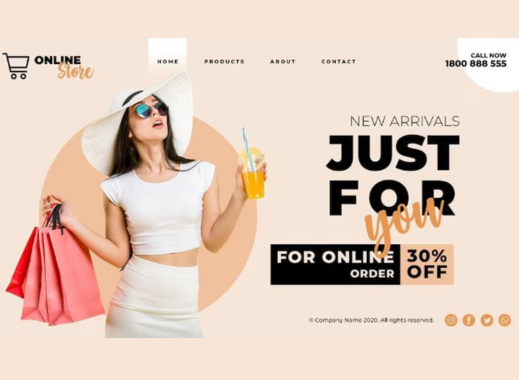 ONLINE
Store
HOME PRODUCTS ABOUT CONTACT
CALL NOW
1800 888 555
NEW ARRIVALS
JUST
FOR
you
FOR ONLINE
ORDER
30%
OFF
© Company Name 2020. All rights reserved.